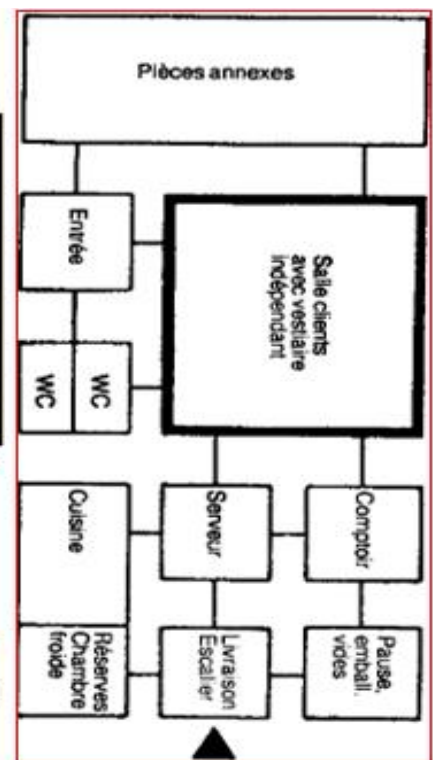 Pièces annexes
Entrée
Salle clients
avec vestiaire
indépendant
WC
WC
Cuisine
Serveur
Comptoir
Réserves
Chambre
froide
Livraison
Escalier
Pause,
emball.
vides